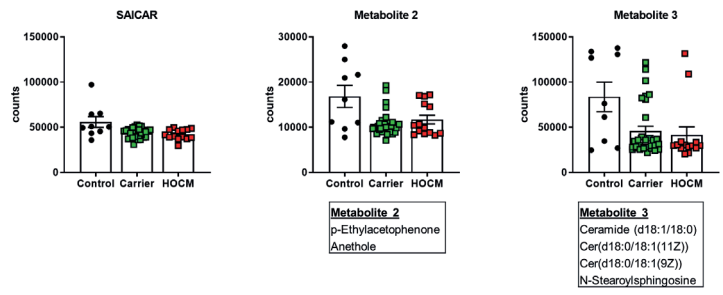 SAICAR
150000
100000
50000
0
counts
Control Carrier HOCM
Metabolite 2
30000
20000
10000
0
counts
Control Carrier HOCM
Metabolite 2
p-Ethylacetophenone
Anethole
Metabolite 3
150000
100000
50000
0
counts
Control Carrier HOCM
Metabolite 3
Ceramide (d18:1/18:0)
Cer(d18:0/18:1(11Z))
Cer(d18:0/18:1(9Z))
N-Stearoylsphingosine